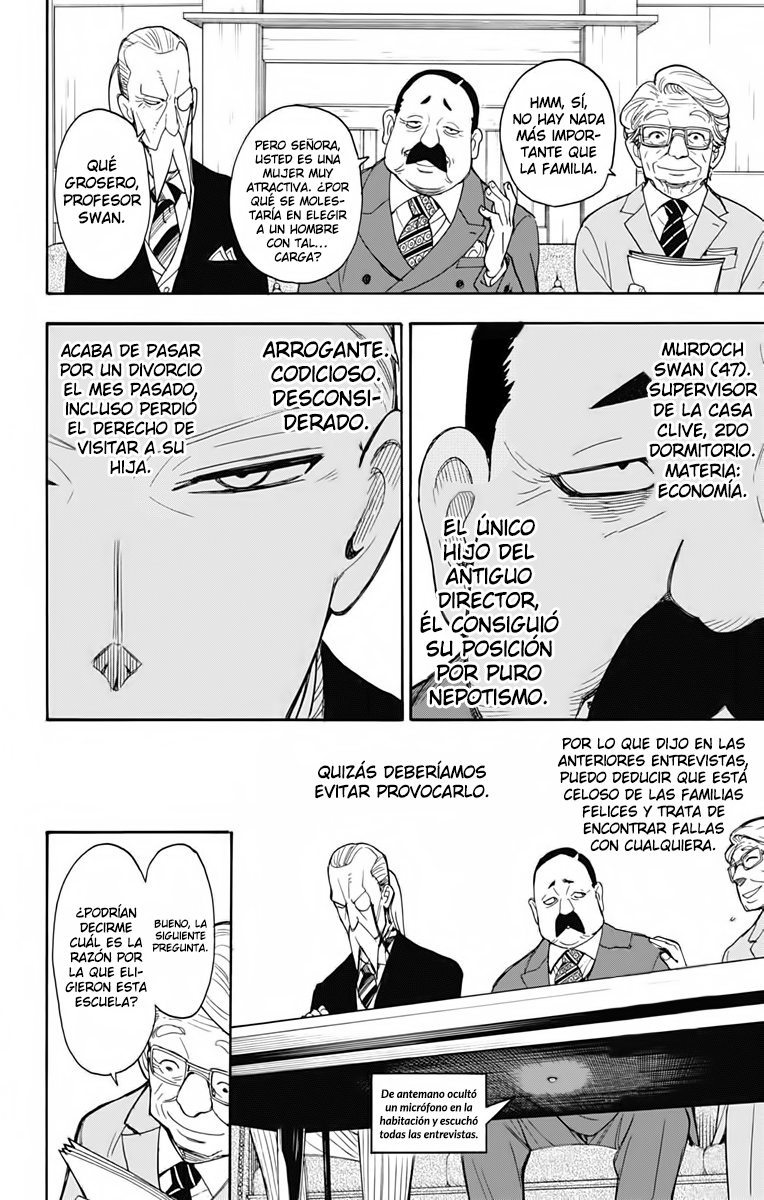 HMM, SÍ,
NO HAY NADA
MÁS IMPOR-
TANTE QUE
LA FAMILIA.
PERO SEÑORA,
USTED ES UNA
MUJER MUY
ATRACTIVA. ¿POR
QUÉ SE MOLES-
TARÍA EN ELEGIR
A UN HOMBRE
CON TAL...
CARGA?
QUÉ
GROSERO,
PROFESOR
SWAN.
MURDOCH
SWAN (47).
SUPERVISOR
DE LA CASA
CLIVE, 2DO
DORMITORIO.
MATERIA:
ECONOMÍA.
EL ÚNICO
HIJO DEL
ANTIGUO
DIRECTOR,
ÉL CONSIGUIÓ
SU POSICIÓN
POR PURO
NEPOTISMO.
ARROGANTE.
CODICIOSO.
DESCONSI-
DERADO.
ACABA DE PASAR
POR UN DIVORCIO
EL MES PASADO,
INCLUSO PERDIÓ
EL DERECHO DE
VISITAR A SU
HIJA.
POR LO QUE DIJO EN LAS
ANTERIORES ENTREVISTAS,
PUEDO DEDUCIR QUE ESTÁ
CELOSO DE LAS FAMILIAS
FELICES Y TRATA DE
ENCONTRAR FALLAS
CON CUALQUIERA.
QUIZÁS DEBERÍAMOS
EVITAR PROVOCARLO.
De antemano ocultó
un micrófono en la
habitación y escuchó
todas las entrevistas.
BUENO, LA
SIGUIENTE
PREGUNTA.
¿PODRÍAN
DECIRME
CUÁL ES LA
RAZÓN POR
LA QUE ELI-
GIERON ESTA
ESCUELA?